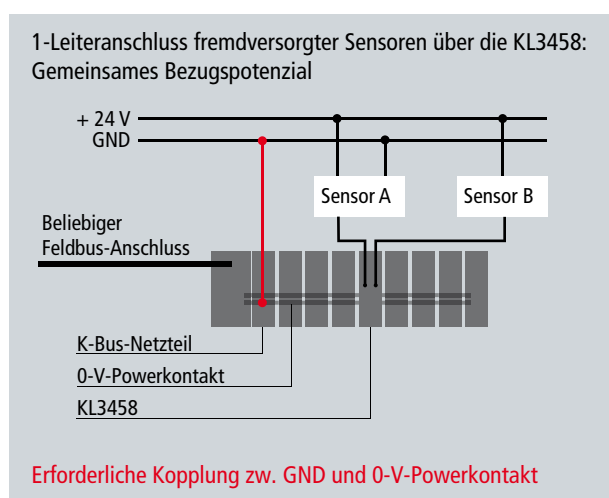 1-Leiteranschluss fremdversorgter Sensoren über die KL3458:
Gemeinsames Bezugspotenzial
+ 24 V
GND
Sensor A
Sensor B
Beliebiger
Feldbus-Anschluss
K-Bus-Netzteil
0-V-Powerkontakt
KL3458
Erforderliche Kopplung zw. GND und 0-V-Powerkontakt